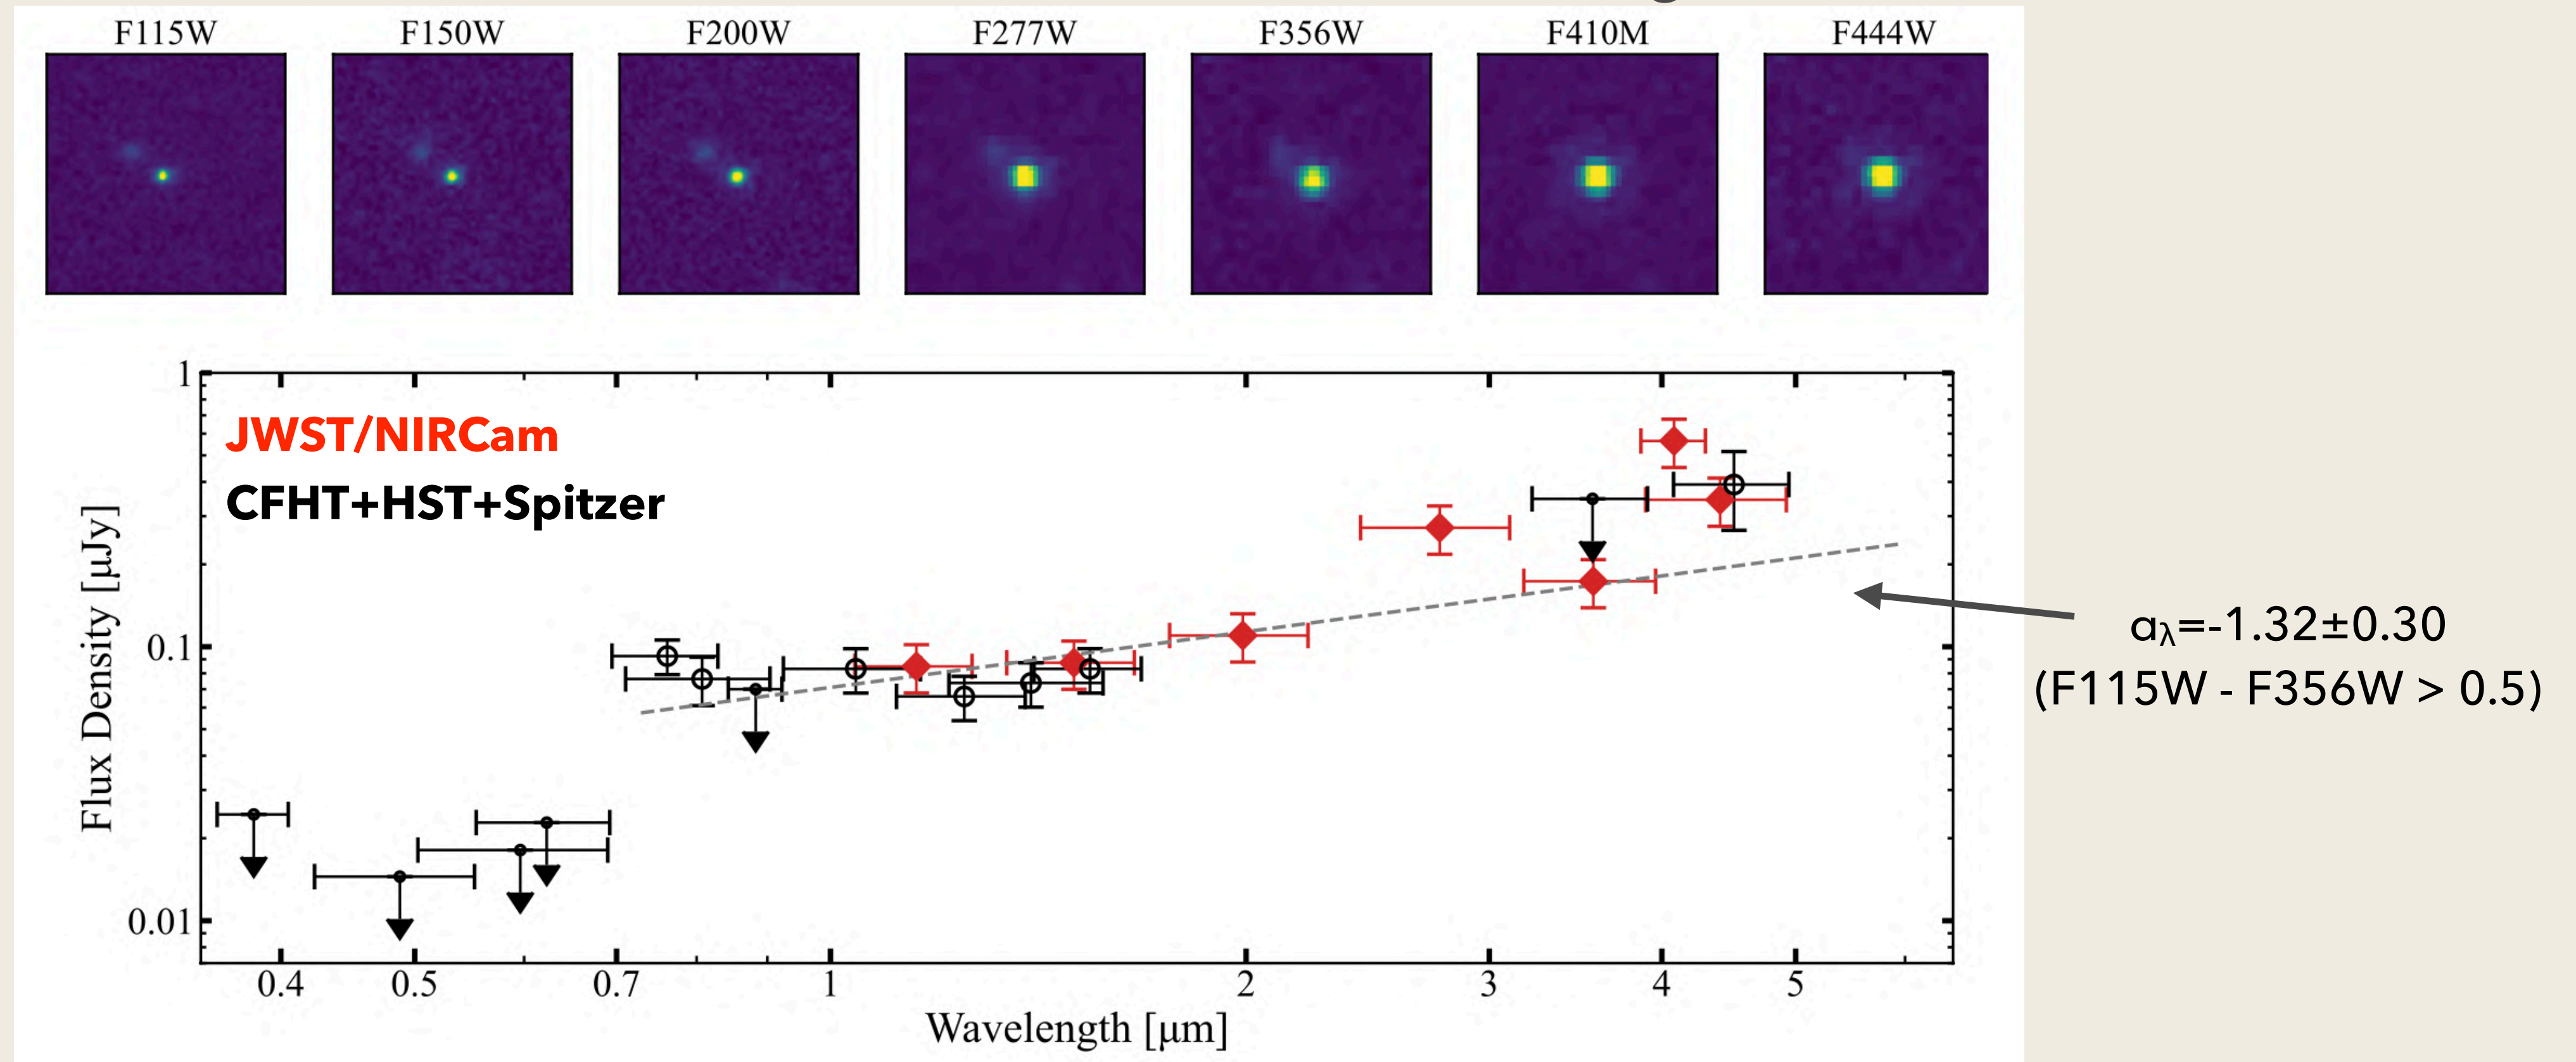 F115W F150W F200W F277W F356W F410M F444W
1
JWST/NIRCam
CFHT+HST+Spitzer
Flux Density [μJy]
0.1
0.01
0.4 0.5 0.7 1 2 3 4 5
Wavelength [μm]
αλ=-1.32±0.30
(F115W - F356W > 0.5)